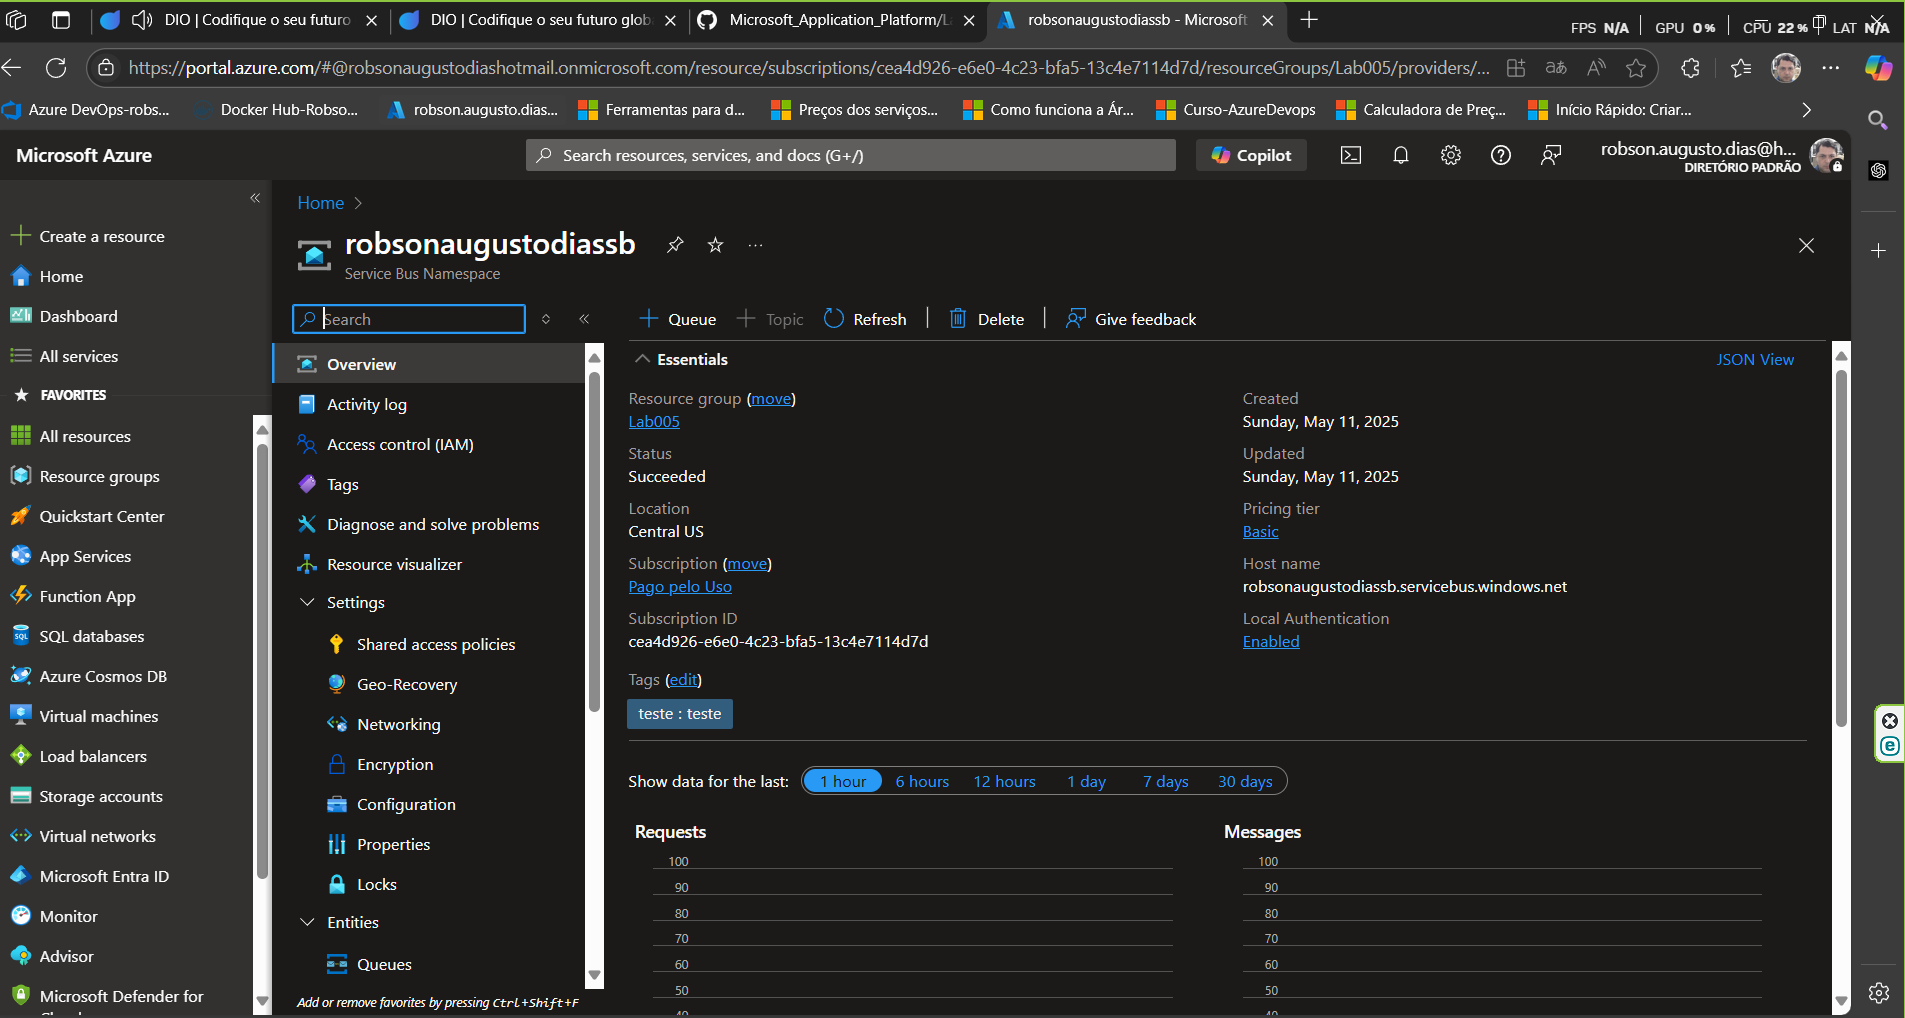 DIO | Codifique o seu futuro
DIO | Codifique o seu futuro glob
Microsoft_Application_Platform/L
robsonaugustodiassb - Microsoft
FPS N/A
GPU 0 %
CPU 22 %
LAT N/A
https://portal.azure.com/#@robsonaugustodiashotmail.onmicrosoft.com/resource/subscriptions/cea4d926-e6e0-4c23-bfa5-13c4e7114d7d/resourceGroups/Lab005/providers/...
Azure DevOps-robs...
Docker Hub-Robso...
robson.augusto.dias...
Ferramentas para d...
Preços dos serviços...
Como funciona a Ár...
Curso-AzureDevops
Calculadora de Preç...
Início Rápido: Criar...
Microsoft Azure
Search resources, services, and docs (G+/)
Copilot
robson.augusto.dias@h...
DIRETÓRIO PADRÃO
Create a resource
Home
Dashboard
All services
FAVORITES
All resources
Resource groups
Quickstart Center
App Services
Function App
SQL databases
Azure Cosmos DB
Virtual machines
Load balancers
Storage accounts
Virtual networks
Microsoft Entra ID
Monitor
Advisor
Microsoft Defender for
Home
robsonaugustodiassb
Service Bus Namespace
Search
Overview
Activity log
Access control (IAM)
Tags
Diagnose and solve problems
Resource visualizer
Settings
Shared access policies
Geo-Recovery
Networking
Encryption
Configuration
Properties
Locks
Entities
Queues
Add or remove favorites by pressing Ctrl+Shift+F
Queue
Topic
Refresh
Delete
Give feedback
Essentials
JSON View
Resource group (move)
Lab005
Status
Succeeded
Location
Central US
Subscription (move)
Pago pelo Uso
Subscription ID
cea4d926-e6e0-4c23-bfa5-13c4e7114d7d
Created
Sunday, May 11, 2025
Updated
Sunday, May 11, 2025
Pricing tier
Basic
Host name
robsonaugustodiassb.servicebus.windows.net
Local Authentication
Enabled
Tags (edit)
teste : teste
Show data for the last:
1 hour
6 hours
12 hours
1 day
7 days
30 days
Requests
100
90
80
70
60
50
40
Messages
100
90
80
70
60
50
40